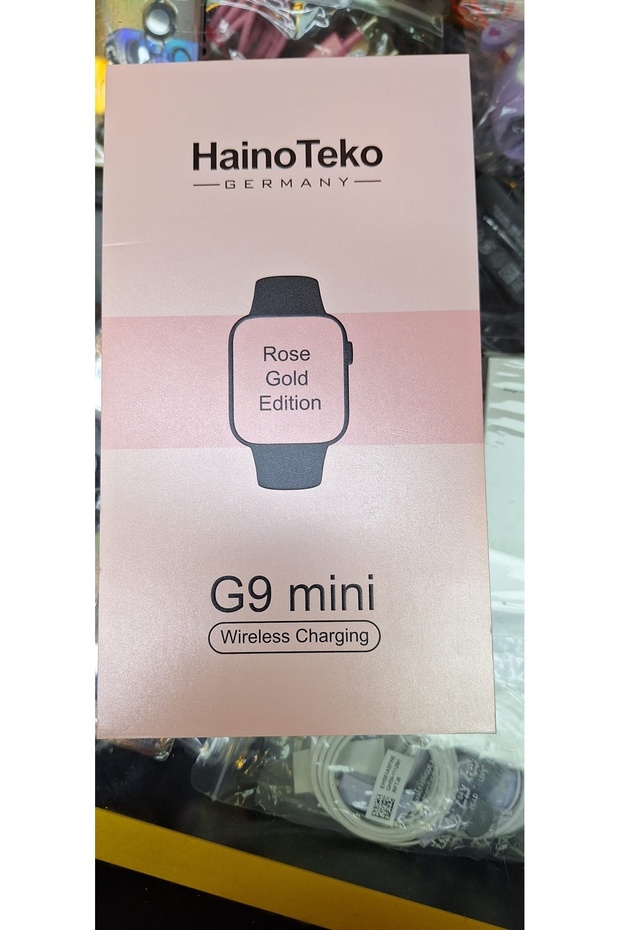 HainoTeko
GERMANY
Rose
Gold
Edition
G9 mini
Wireless Charging